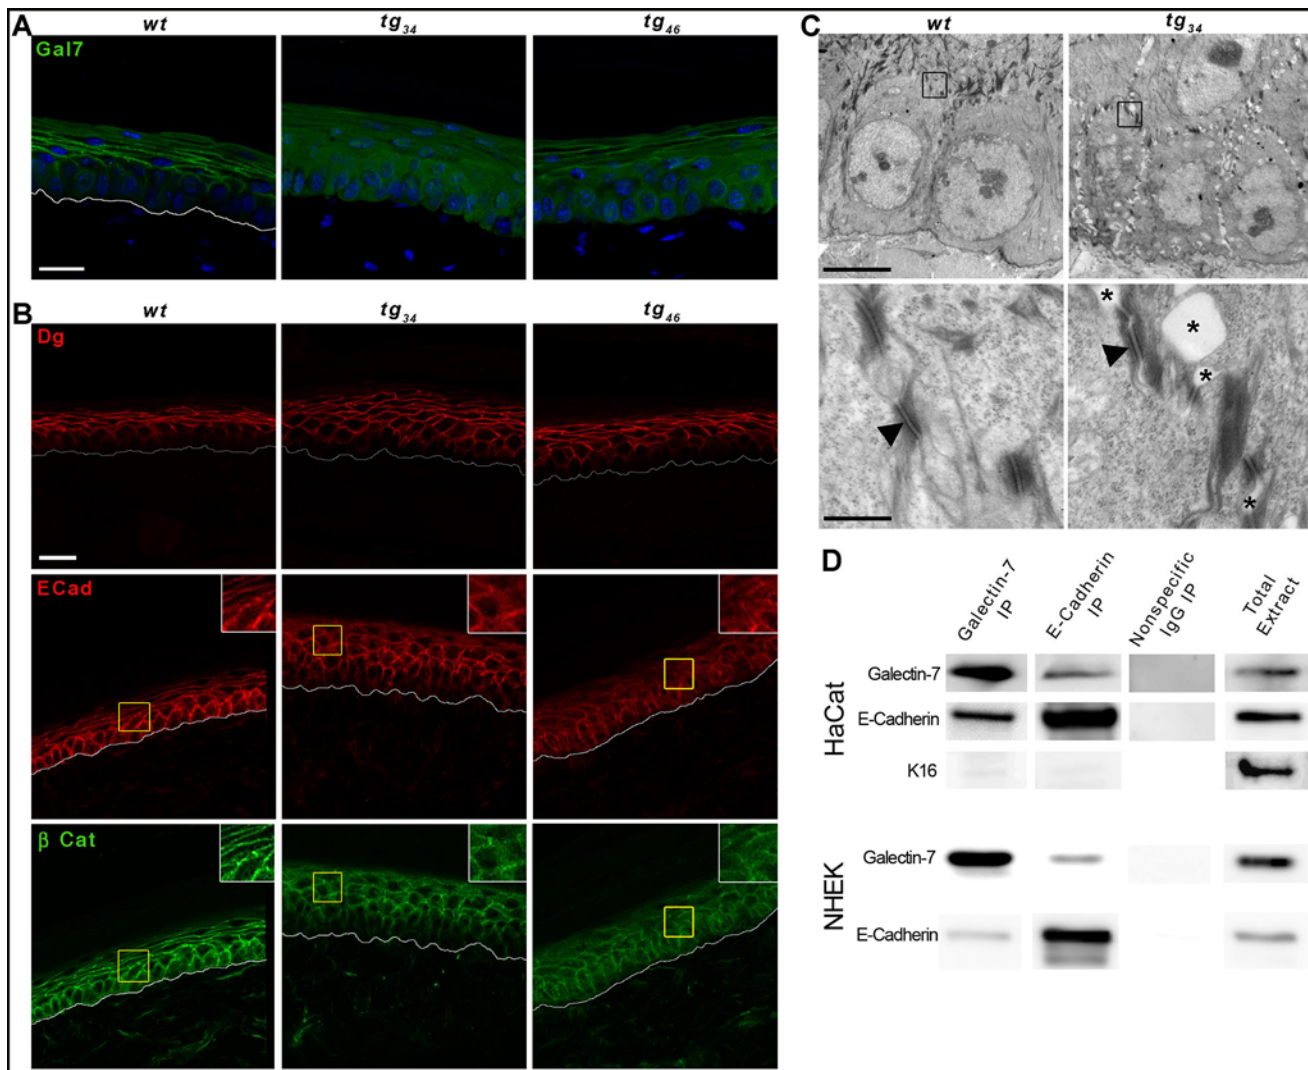 A
wt
tg34
tg46
Gal7
B
wt
tg34
tg46
Dg
ECad
β Cat
C
wt
tg34
*
*
*
*
D
Galectin-7
IP
E-Cadherin
IP
Nonspecific
IgG IP
Total
Extract
HaCat
Galectin-7
E-Cadherin
K16
NHEK
Galectin-7
E-Cadherin